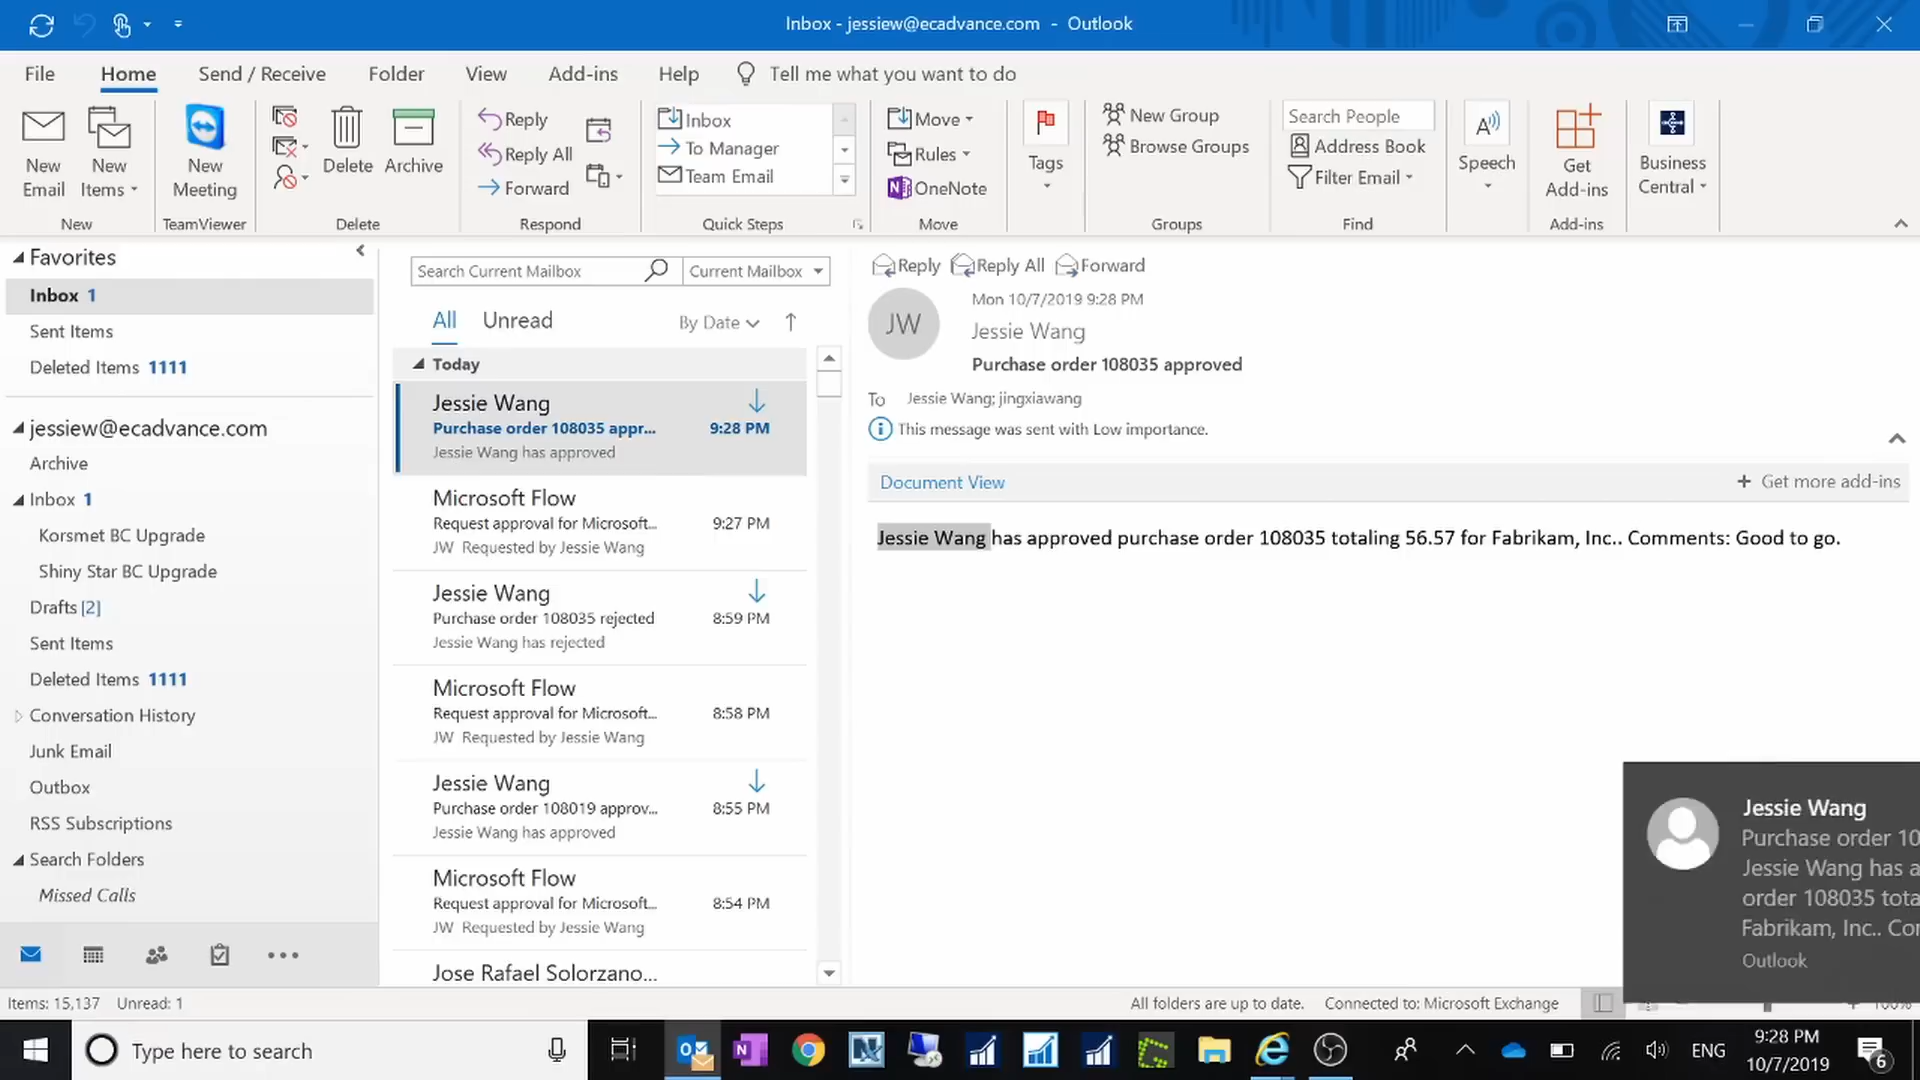 Inbox - jessiew@ecadvance.com - Outlook
File Home Send / Receive Folder View Add-ins Help Tell me what you want to do
New Email
New Items
New
New Meeting
TeamViewer
Delete
Archive
Delete
Reply
Reply All
Forward
Respond
Inbox
To Manager
Team Email
Quick Steps
Move
Rules
OneNote
Move
Tags
New Group
Browse Groups
Groups
Search People
Address Book
Filter Email
Find
Speech
Get Add-ins
Add-ins
Business Central
Favorites
Inbox 1
Sent Items
Deleted Items 1111
jessiew@ecadvance.com
Archive
Inbox 1
Korsmet BC Upgrade
Shiny Star BC Upgrade
Drafts [2]
Sent Items
Deleted Items 1111
Conversation History
Junk Email
Outbox
RSS Subscriptions
Search Folders
Missed Calls
Search Current Mailbox Current Mailbox
All Unread By Date
Today
Jessie Wang
Purchase order 108035 appr... 9:28 PM
Jessie Wang has approved
Microsoft Flow
Request approval for Microsoft... 9:27 PM
JW Requested by Jessie Wang
Jessie Wang
Purchase order 108035 rejected 8:59 PM
Jessie Wang has rejected
Microsoft Flow
Request approval for Microsoft... 8:58 PM
JW Requested by Jessie Wang
Jessie Wang
Purchase order 108019 approv... 8:55 PM
Jessie Wang has approved
Microsoft Flow
Request approval for Microsoft... 8:54 PM
JW Requested by Jessie Wang
Jose Rafael Solorzano...
Reply Reply All Forward
JW
Mon 10/7/2019 9:28 PM
Jessie Wang
Purchase order 108035 approved
To Jessie Wang; jingxiawang
This message was sent with Low importance.
Document View + Get more add-ins
Jessie Wang has approved purchase order 108035 totaling 56.57 for Fabrikam, Inc.. Comments: Good to go.
Jessie Wang
Purchase order 10
Jessie Wang has a
order 108035 tota
Fabrikam, Inc.. Co
Outlook
Items: 15,137 Unread: 1 All folders are up to date. Connected to: Microsoft Exchange
Type here to search
ENG
9:28 PM
10/7/2019
6